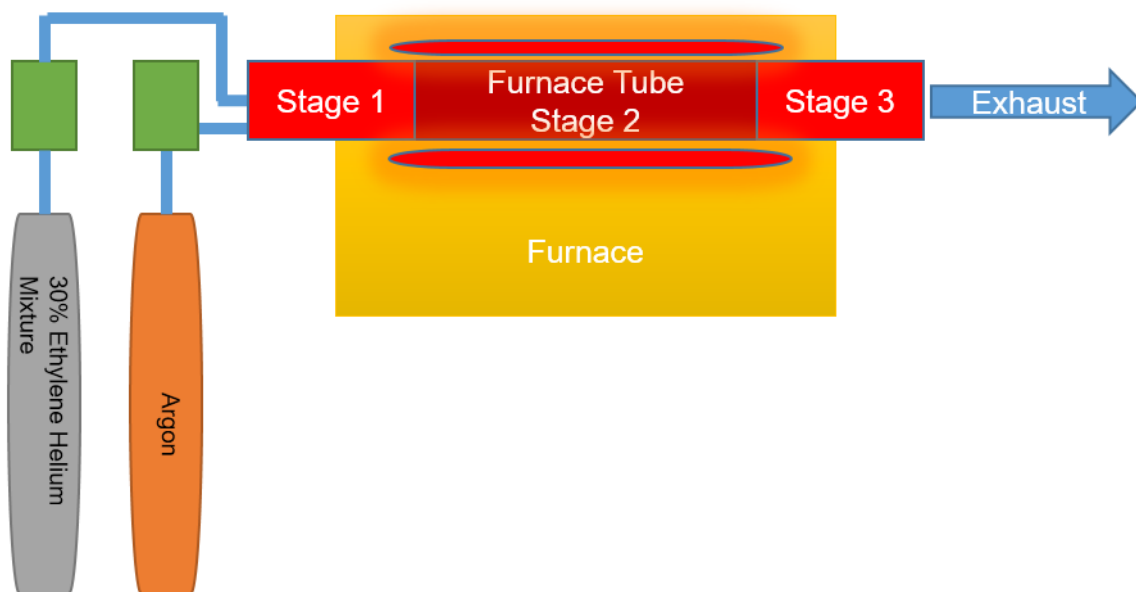 Stage 1
Furnace Tube
Stage 2
Stage 3
Exhaust
Furnace
30% Ethylene Helium
Mixture
Argon